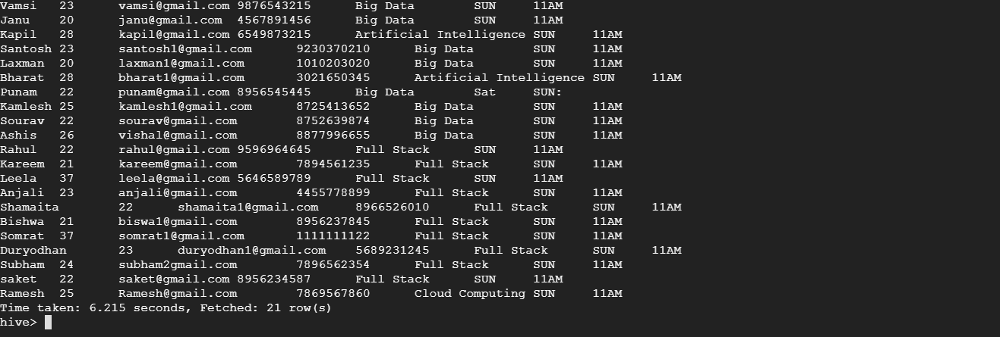 Vamsi 23 vamsi@gmail.com 9876543215 Big Data SUN 11AM
Janu 20 janu@gmail.com 4567891456 Big Data SUN 11AM
Kapil 28 kapil@gmail.com 6549873215 Artificial Intelligence SUN 11AM
Santosh 23 santosh1@gmail.com 9230370210 Big Data SUN 11AM
Laxman 20 laxman1@gmail.com 1010203020 Big Data SUN 11AM
Bharat 28 bharat1@gmail.com 3021650345 Artificial Intelligence SUN 11AM
Punam 22 punam@gmail.com 8956545445 Big Data Sat SUN:
Kamlesh 25 kamlesh1@gmail.com 8725413652 Big Data SUN 11AM
Sourav 22 sourav@gmail.com 8752639874 Big Data SUN 11AM
Ashis 26 vishal@gmail.com 8877996655 Big Data SUN 11AM
Rahul 22 rahul@gmail.com 9596964645 Full Stack SUN 11AM
Kareem 21 kareem@gmail.com 7894561235 Full Stack SUN 11AM
Leela 37 leela@gmail.com 5646589789 Full Stack SUN 11AM
Anjali 23 anjali@gmail.com 4455778899 Full Stack SUN 11AM
Shamaita 22 shamaita1@gmail.com 8966526010 Full Stack SUN 11AM
Bishwa 21 biswa1@gmail.com 8956237845 Full Stack SUN 11AM
Somrat 37 somrat1@gmail.com 1111111122 Full Stack SUN 11AM
Duryodhan 23 duryodhan1@gmail.com 5689231245 Full Stack SUN 11AM
Subham 24 subham2gmail.com 7896562354 Full Stack SUN 11AM
saket 22 saket@gmail.com 8956234587 Full Stack SUN 11AM
Ramesh 25 Ramesh@gmail.com 7869567860 Cloud Computing SUN 11AM
Time taken: 6.215 seconds, Fetched: 21 row(s)
hive>